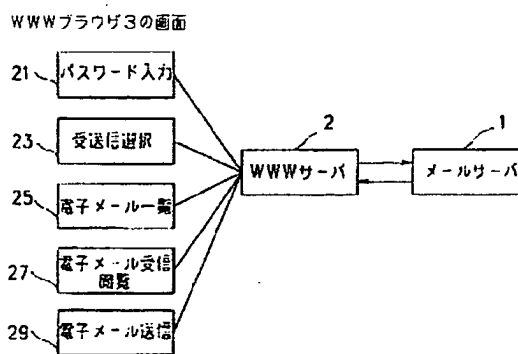 WWWブラウザ3の画面
21
パスワード入力
23
受送信選択
25
電子メール一覧
27
電子メール受信
閲覧
29
電子メール送信
2
WWWサーバ
1
メールサーバ